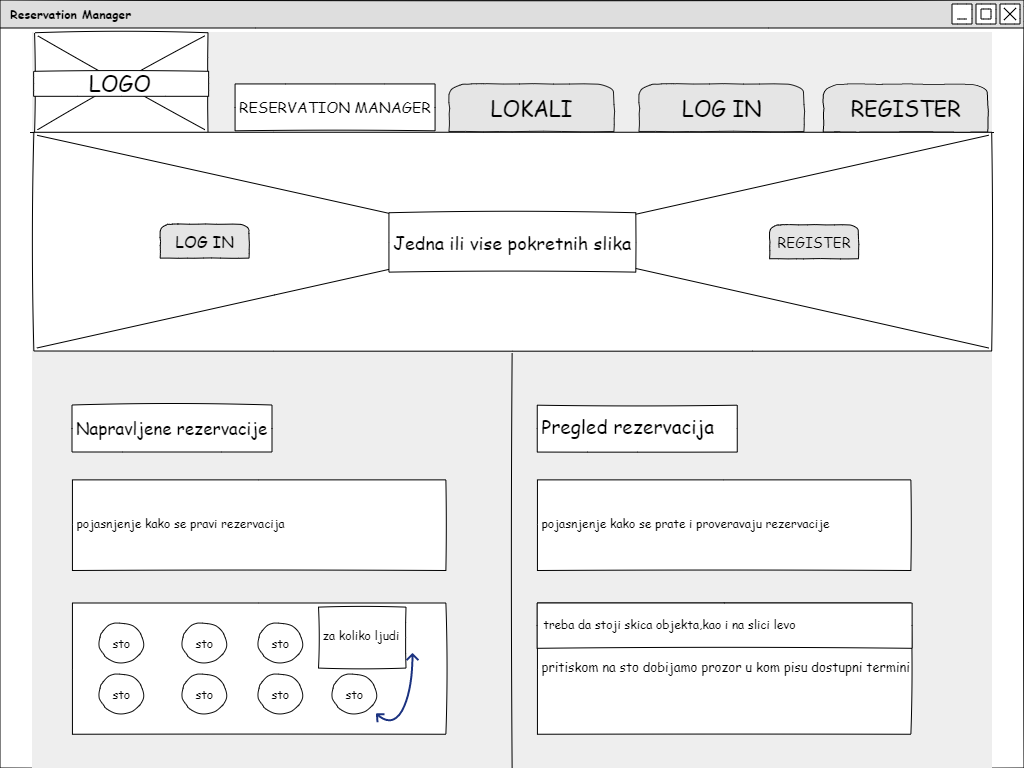 Reservation Manager
LOGO
RESERVATION MANAGER
LOKALI
LOG IN
REGISTER
LOG IN
Jedna ili vise pokretnih slika
REGISTER
Napravljene rezervacije
Pregled rezervacija
pojasnjenje kako se pravi rezervacija
pojasnjenje kako se prate i proveravaju rezervacije
sto
sto
sto
za koliko ljudi
sto
sto
sto
sto
treba da stoji skica objekta,kao i na slici levo
pritiskom na sto dobijamo prozor u kom pisu dostupni termini